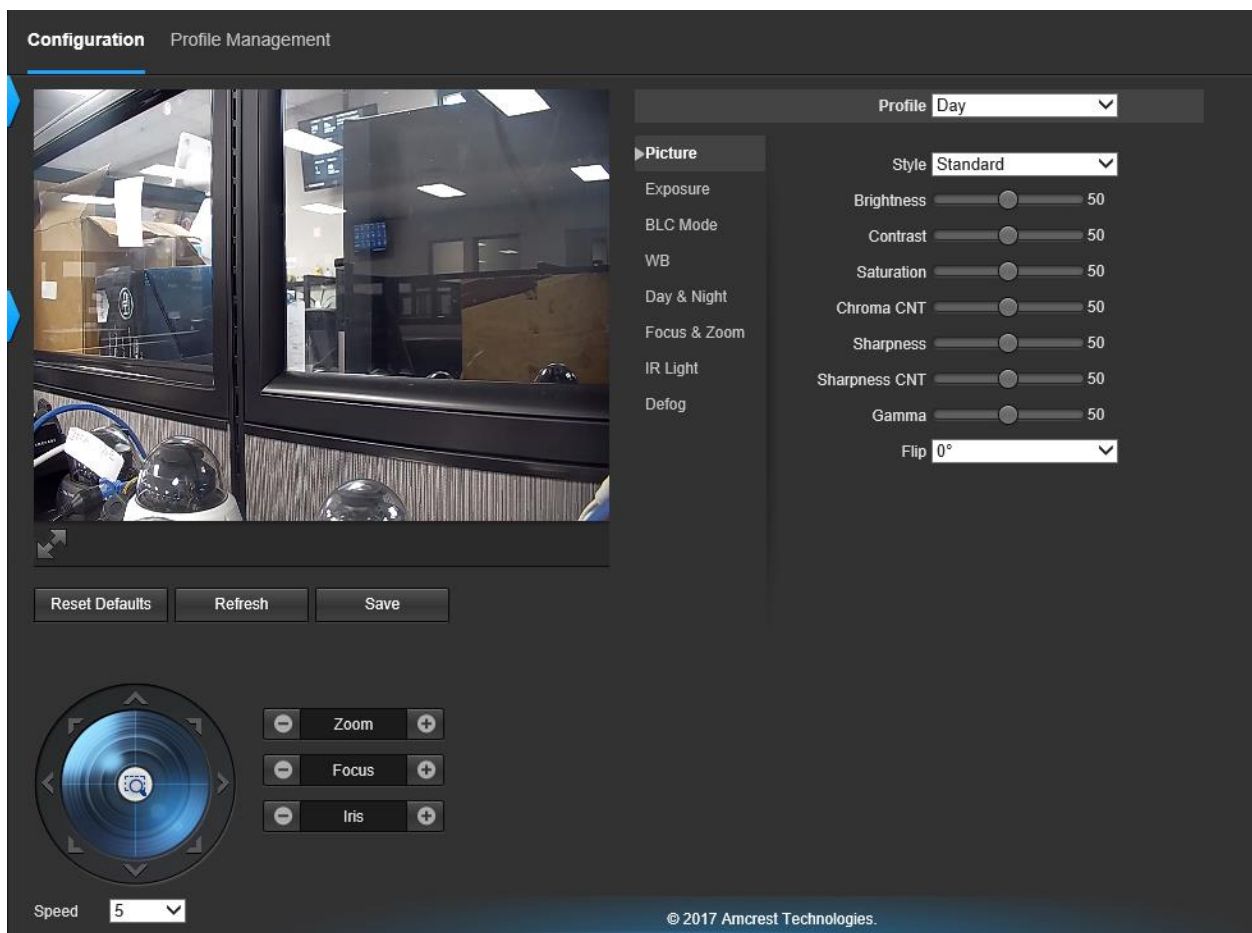 Configuration Profile Management
Profile Day
Picture
Exposure
BLC Mode
WB
Day & Night
Focus & Zoom
IR Light
Defog
Style Standard
Brightness 50
Contrast 50
Saturation 50
Chroma CNT 50
Sharpness 50
Sharpness CNT 50
Gamma 50
Flip 0°
Reset Defaults Refresh Save
Zoom
Focus
Iris
Speed 5
© 2017 Amcrest Technologies.